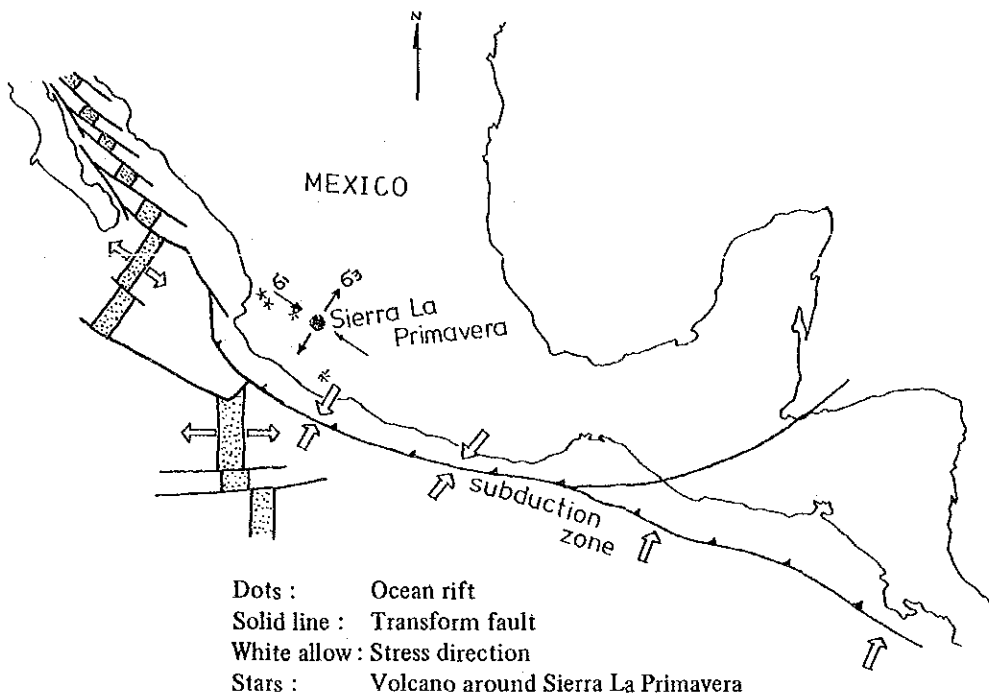 N
MEXICO
σ1
σ3
Sierra La
Primavera
subduction
zone
Dots : Ocean rift
Solid line : Transform fault
White allow : Stress direction
Stars : Volcano around Sierra La Primavera